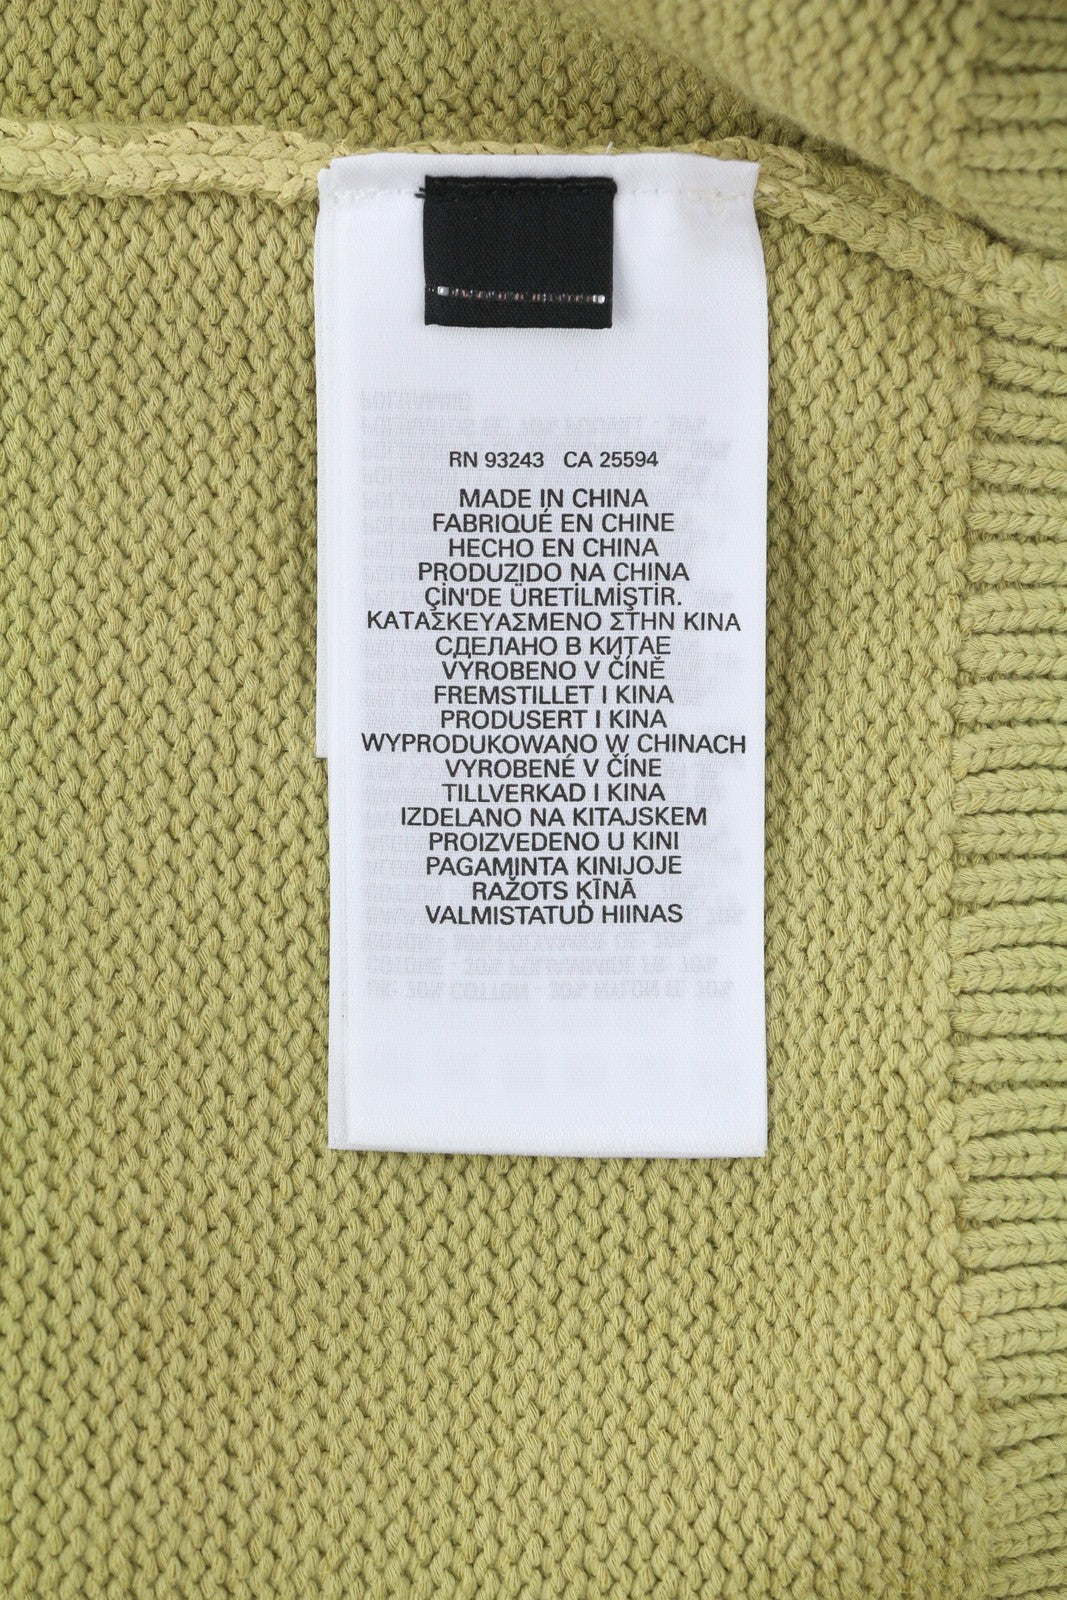 RN 93243 CA 25594
MADE IN CHINA
FABRIQUÉ EN CHINE
HECHO EN CHINA
PRODUZIDO NA CHINA
ÇİN'DE ÜRETİLMİŞTİR.
ΚΑΤΑΣΚΕΥΑΣΜΕΝΟ ΣΤΗΝ ΚΙΝΑ
СДЕЛАНО В КИТАЕ
VYROBENO V ČÍNĚ
FREMSTILLET I KINA
PRODUSERT I KINA
WYPRODUKOWANO W CHINACH
VYROBENÉ V ČÍNE
TILLVERKAD I KINA
IZDELANO NA KITAJSKEM
PROIZVEDENO U KINI
PAGAMINTA KINIJOJE
RAŽOTS ĶĪNĀ
VALMISTATUD HIINAS